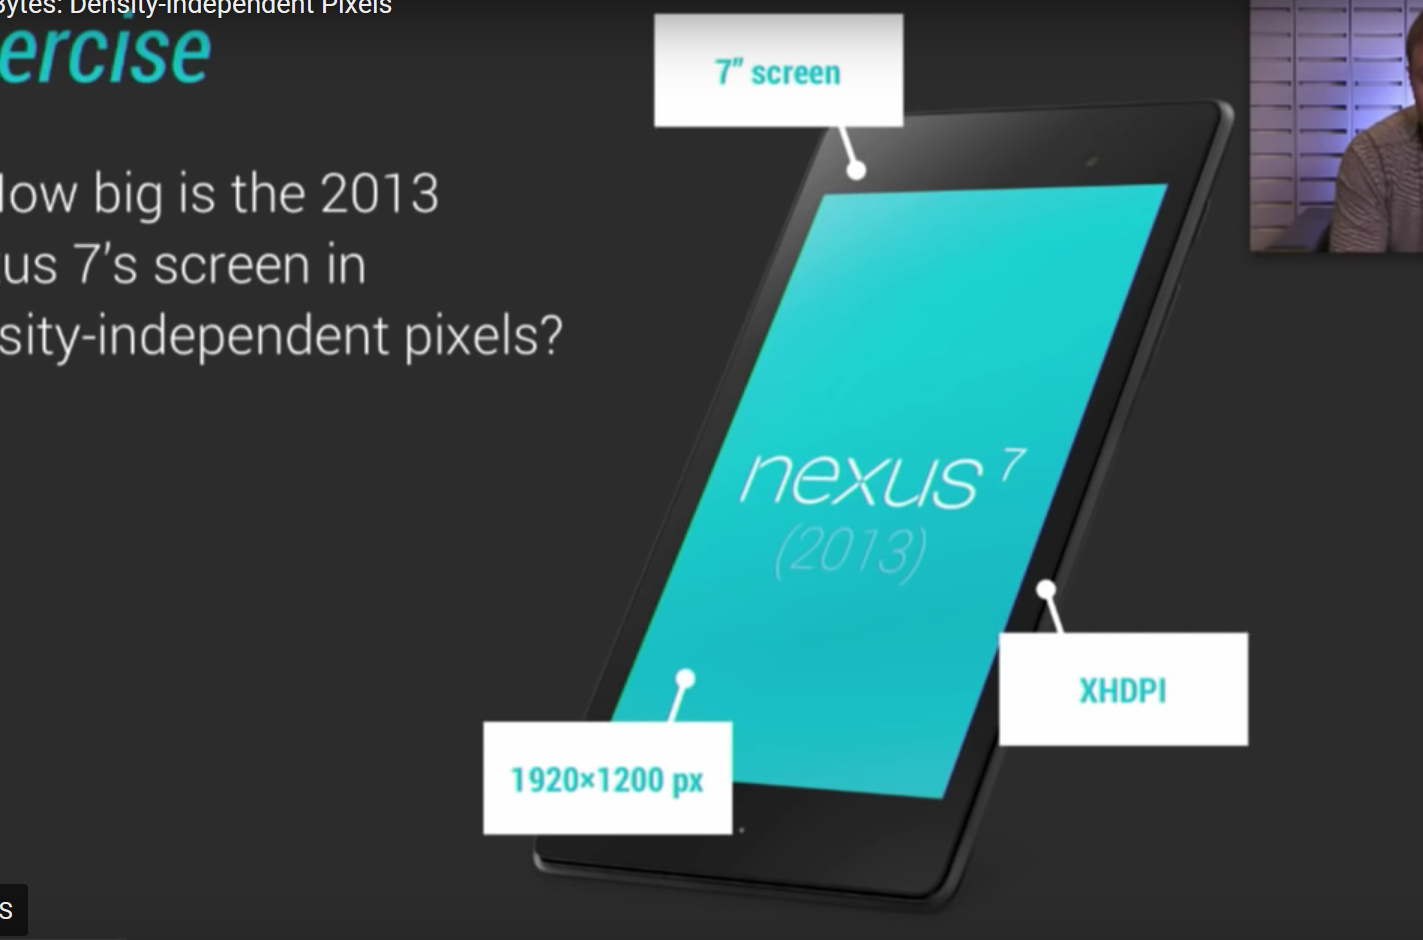 Bytes: Density-Independent Pixels
ercise
7" screen
How big is the 2013
us 7's screen in
sity-independent pixels?
nexus 7
(2013)
XHDPI
1920×1200 px
S